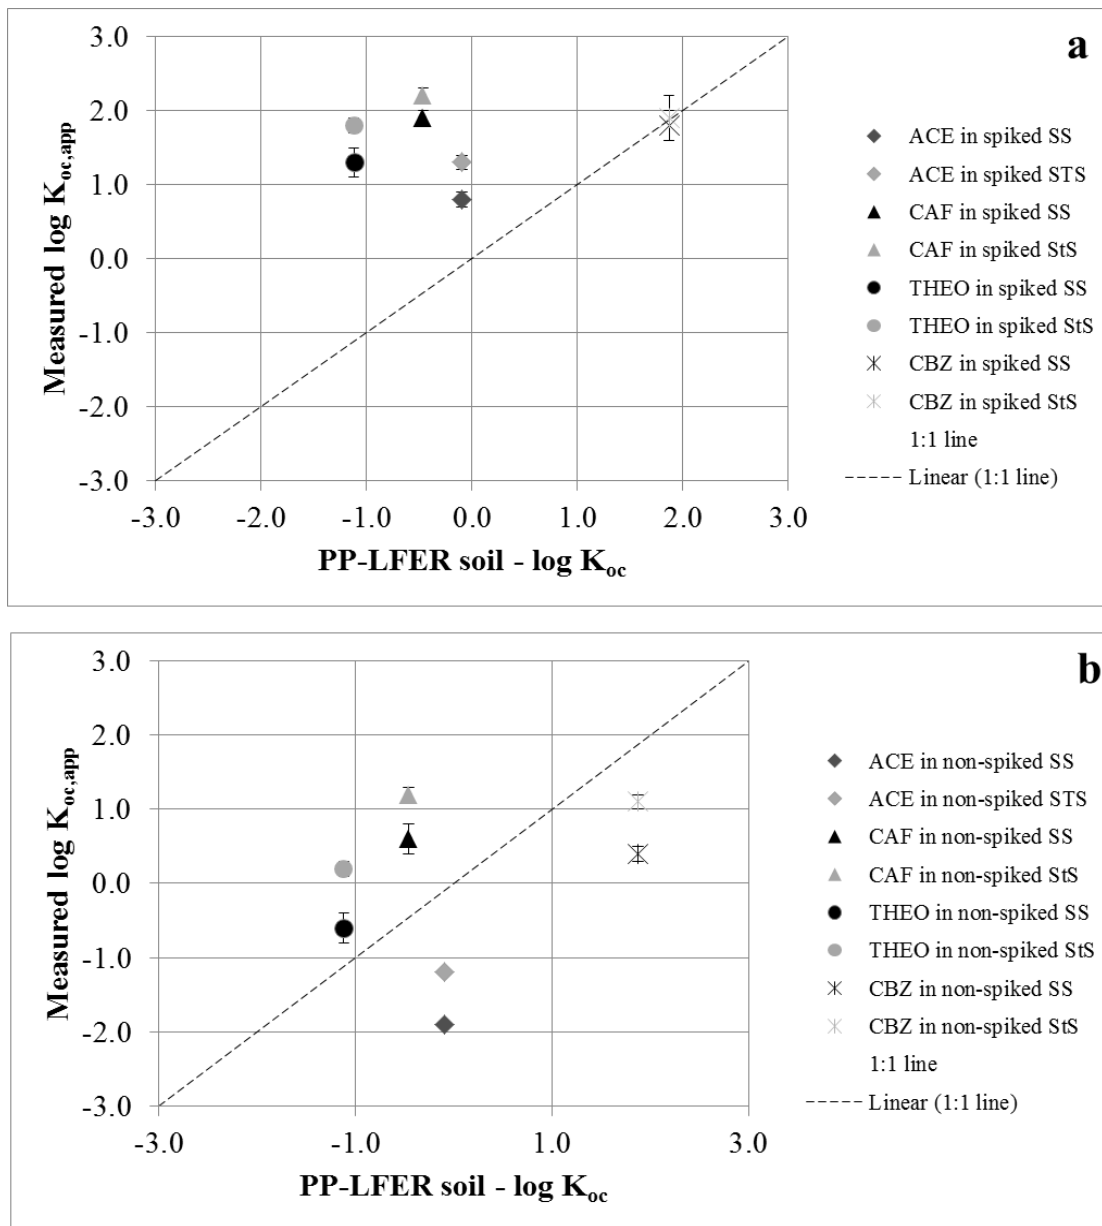 a
3.0
2.0
1.0
0.0
-1.0
-2.0
-3.0
Measured log Koc,app
-3.0 -2.0 -1.0 0.0 1.0 2.0 3.0
PP-LFER soil - log Koc
ACE in spiked SS
ACE in spiked STS
CAF in spiked SS
CAF in spiked StS
THEO in spiked SS
THEO in spiked StS
CBZ in spiked SS
CBZ in spiked StS
1:1 line
Linear (1:1 line)
b
3.0
2.0
1.0
0.0
-1.0
-2.0
-3.0
Measured log Koc,app
-3.0 -1.0 1.0 3.0
PP-LFER soil - log Koc
ACE in non-spiked SS
ACE in non-spiked STS
CAF in non-spiked SS
CAF in non-spiked StS
THEO in non-spiked SS
THEO in non-spiked StS
CBZ in non-spiked SS
CBZ in non-spiked StS
1:1 line
Linear (1:1 line)